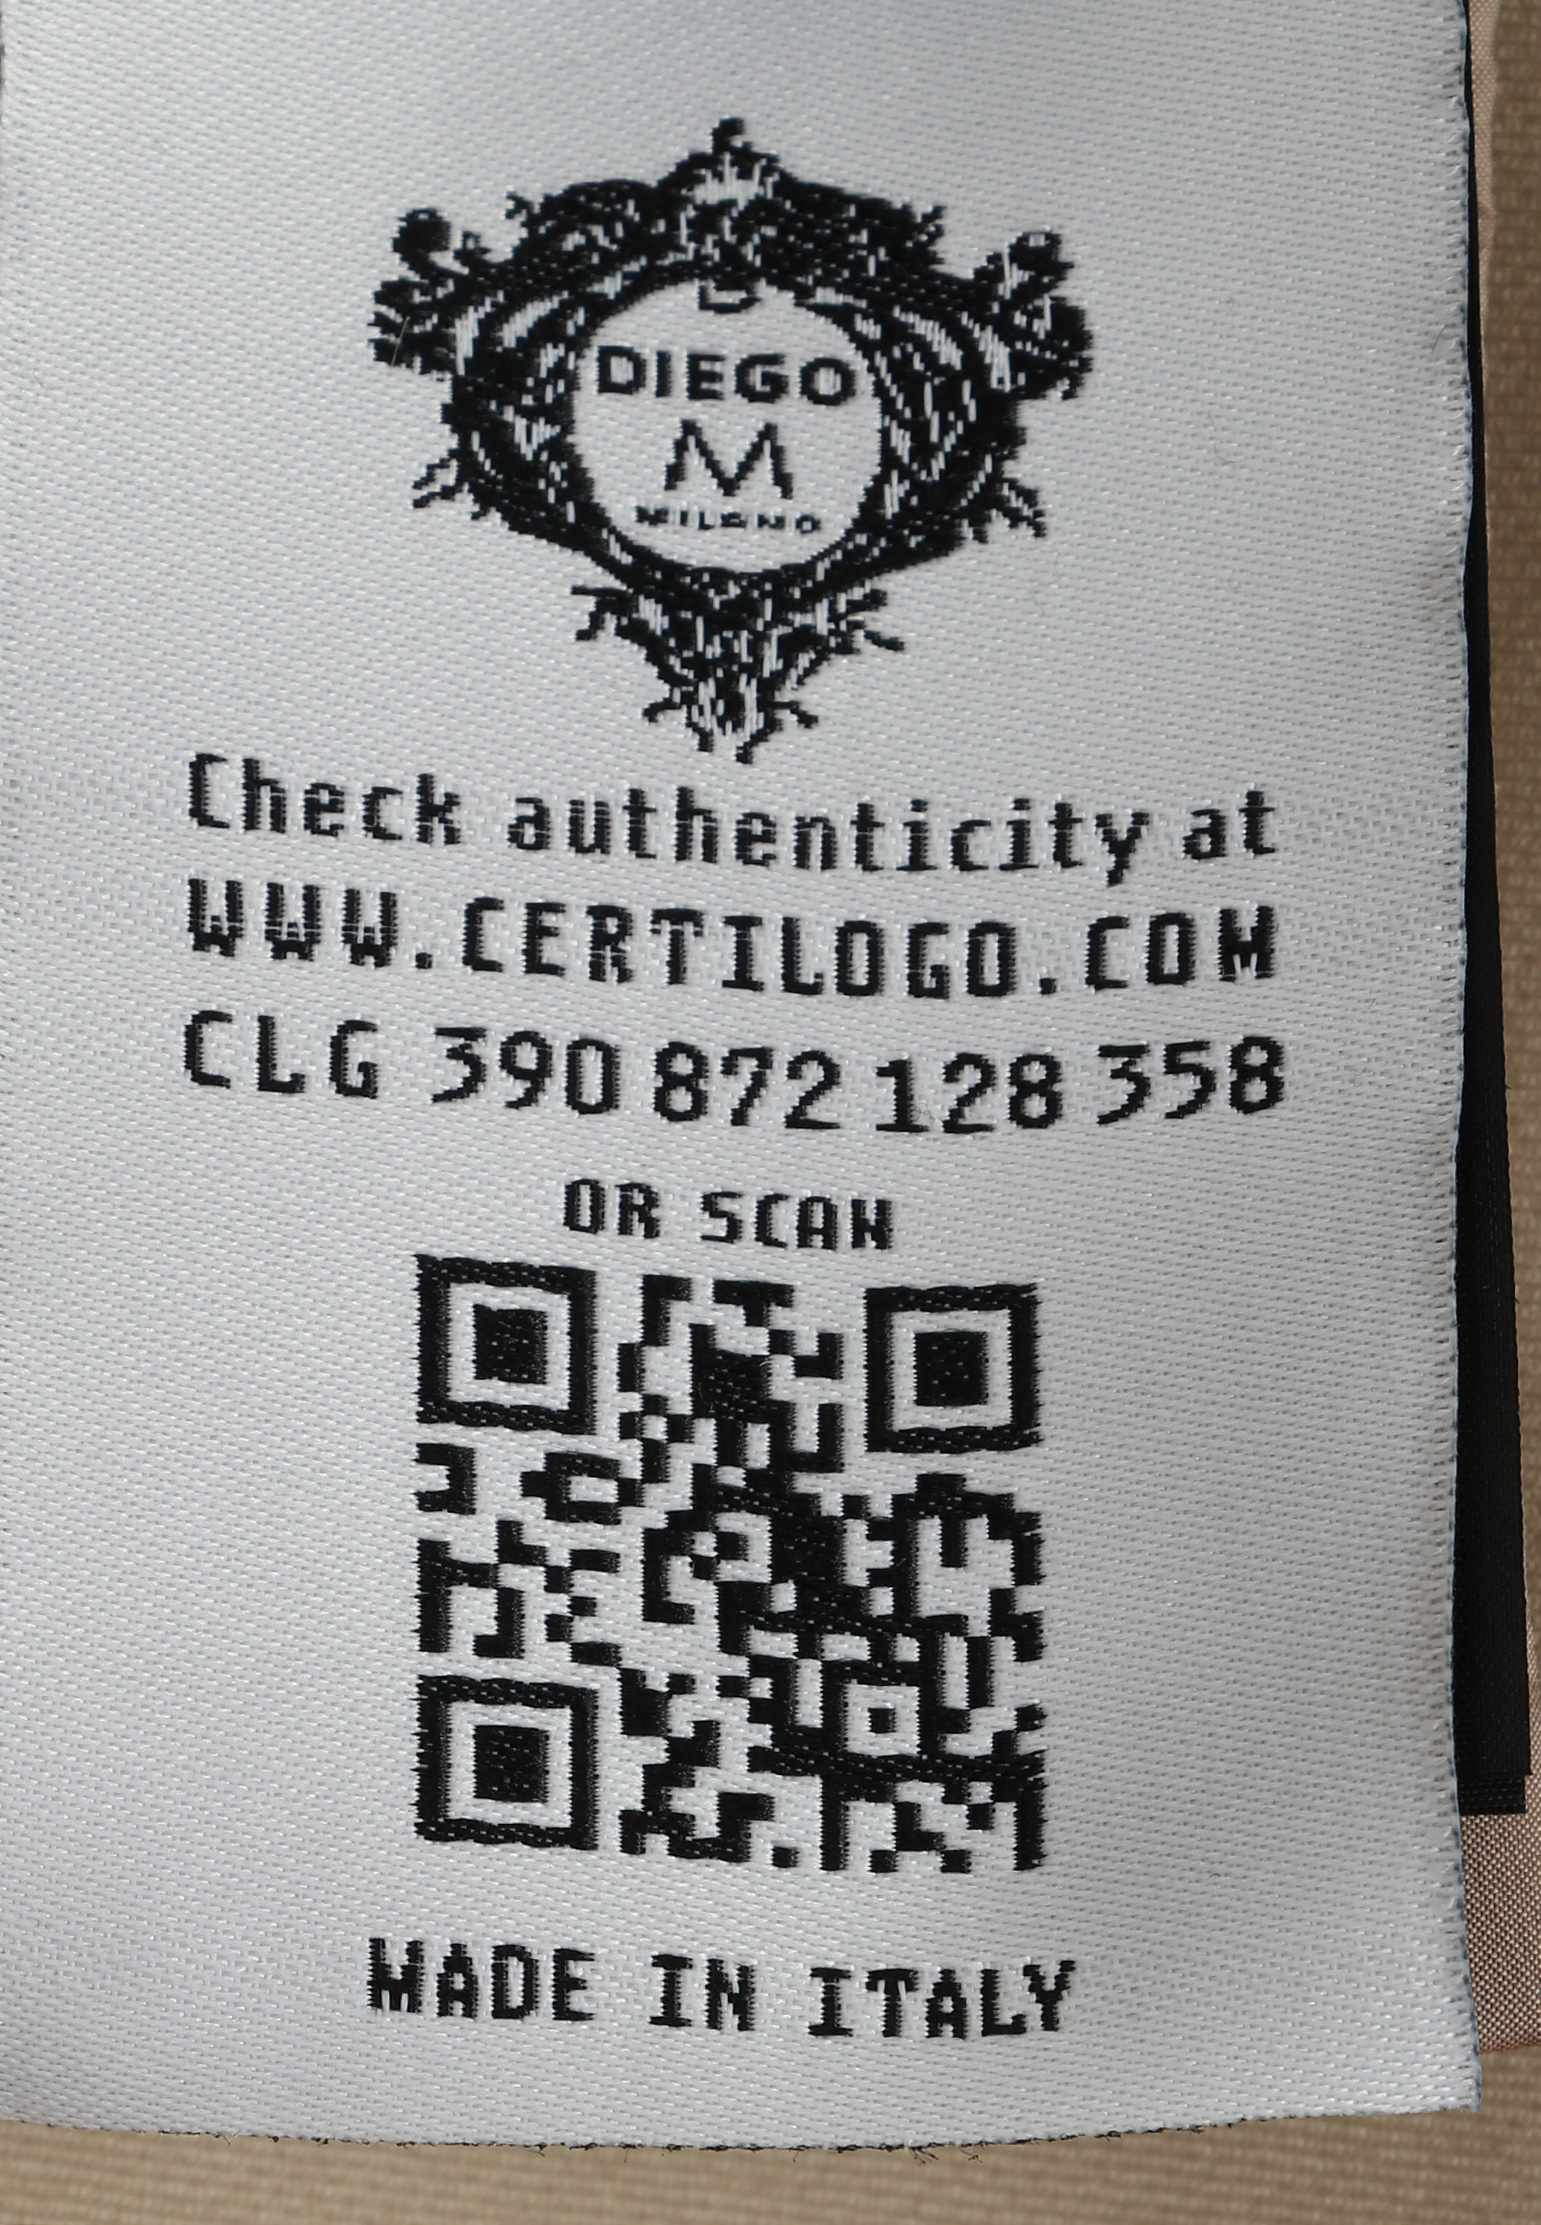 DIEGO
M
MILANO
Check authenticity at
WWW.CERTILOGO.COM
CLG 390 872 128 358
OR SCAN
MADE IN ITALY